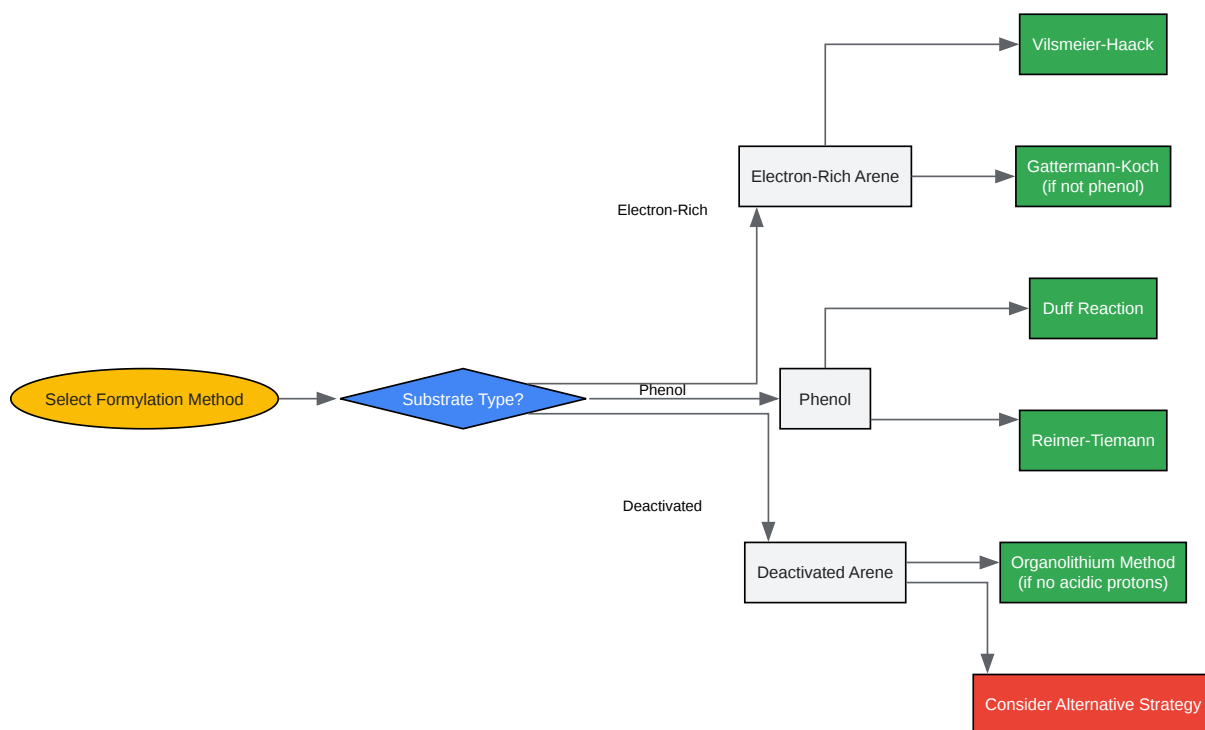 Vilsmeier-Haack
Electron-Rich Arene
Gattermann-Koch
(if not phenol)
Electron-Rich
Duff Reaction
Select Formylation Method
Substrate Type?
Phenol
Phenol
Reimer-Tiemann
Deactivated
Deactivated Arene
Organolithium Method
(if no acidic protons)
Consider Alternative Strategy